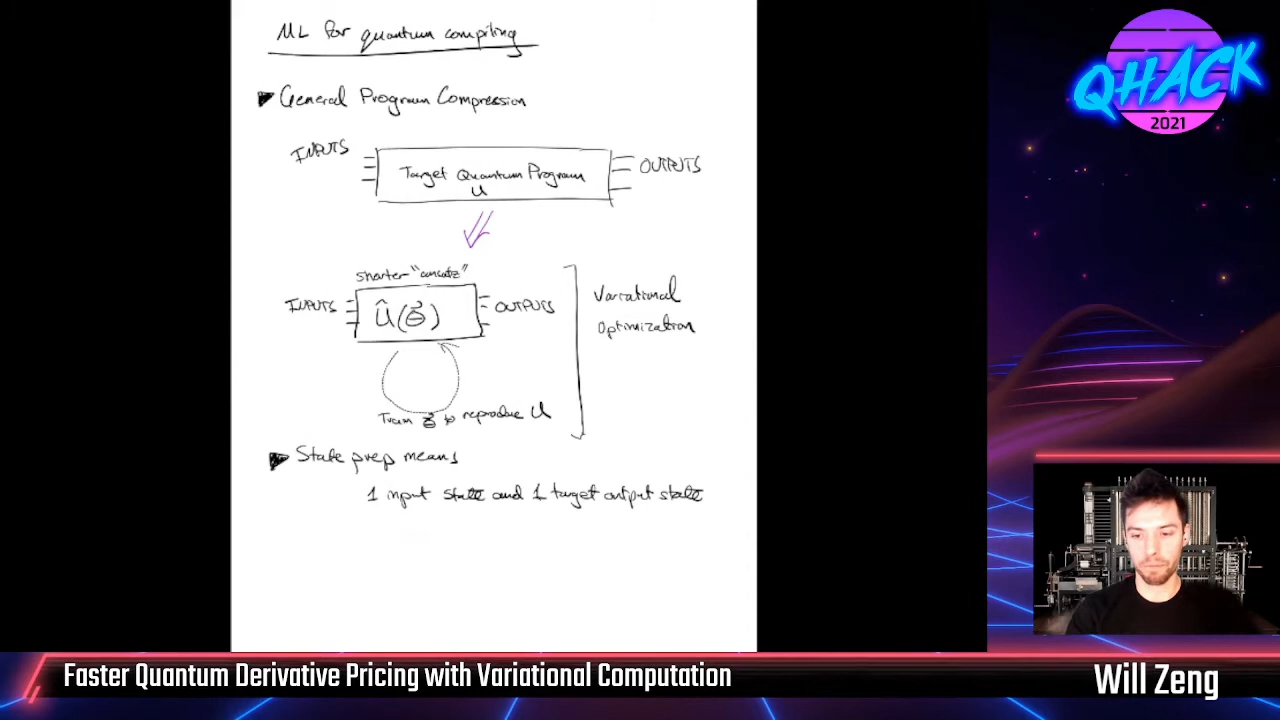 ML for quantum compiling
General Program Compression
INPUTS
Target Quantum Program
U
OUTPUTS
shorter "ansatz"
INPUTS
Û(θ⃗)
OUTPUTS
Variational
Optimization
Train θ⃗ to reproduce U
State prep means
1 input state and 1 target output state
QHACK
2021
Faster Quantum Derivative Pricing with Variational Computation
Will Zeng